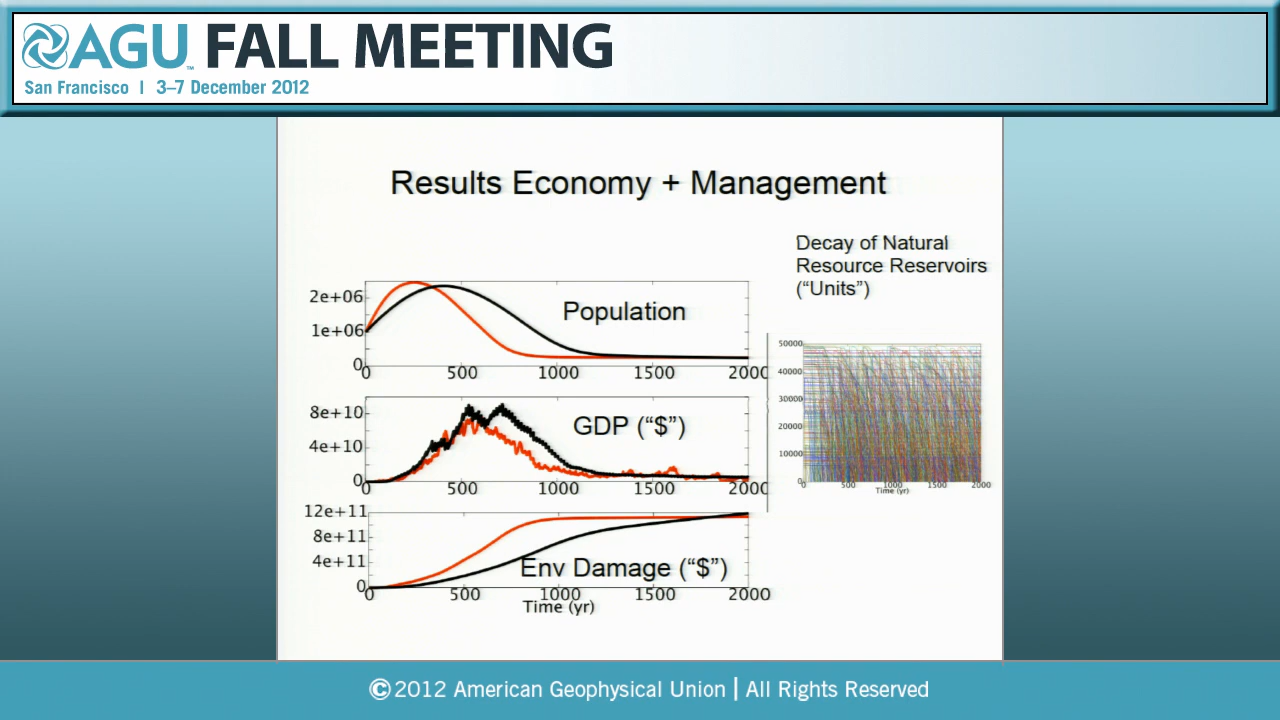 AGU™ FALL MEETING
San Francisco | 3–7 December 2012
Results Economy + Management
Decay of Natural
Resource Reservoirs
(“Units”)
2e+06
1e+06
0
Population
0 500 1000 1500 2000
8e+10
4e+10
0
GDP (“$”)
0 500 1000 1500 2000
12e+11
8e+11
4e+11
0
Env Damage (“$”)
0 500 1000 1500 2000
Time (yr)
50000
40000
30000
20000
10000
0
0 500 1000 1500 2000
Time (yr)
©2012 American Geophysical Union | All Rights Reserved